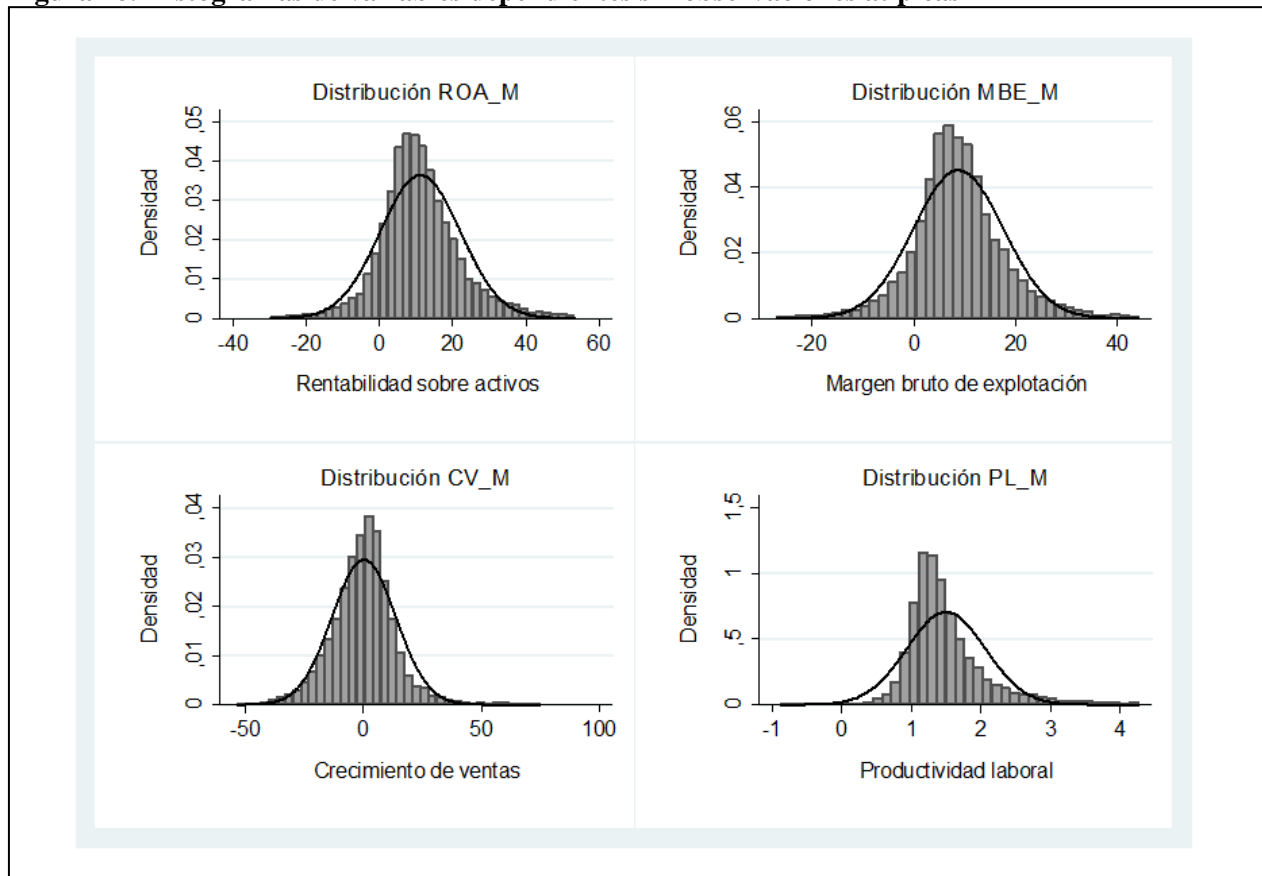 Distribución ROA_M
Densidad
0 ,01 ,02 ,03 ,04 ,05
-40 -20 0 20 40 60
Rentabilidad sobre activos
Distribución MBE_M
Densidad
0 ,02 ,04 ,06
-20 0 20 40
Margen bruto de explotación
Distribución CV_M
Densidad
0 ,01 ,02 ,03 ,04
-50 0 50 100
Crecimiento de ventas
Distribución PL_M
Densidad
0 ,5 1 1,5
-1 0 1 2 3 4
Productividad laboral